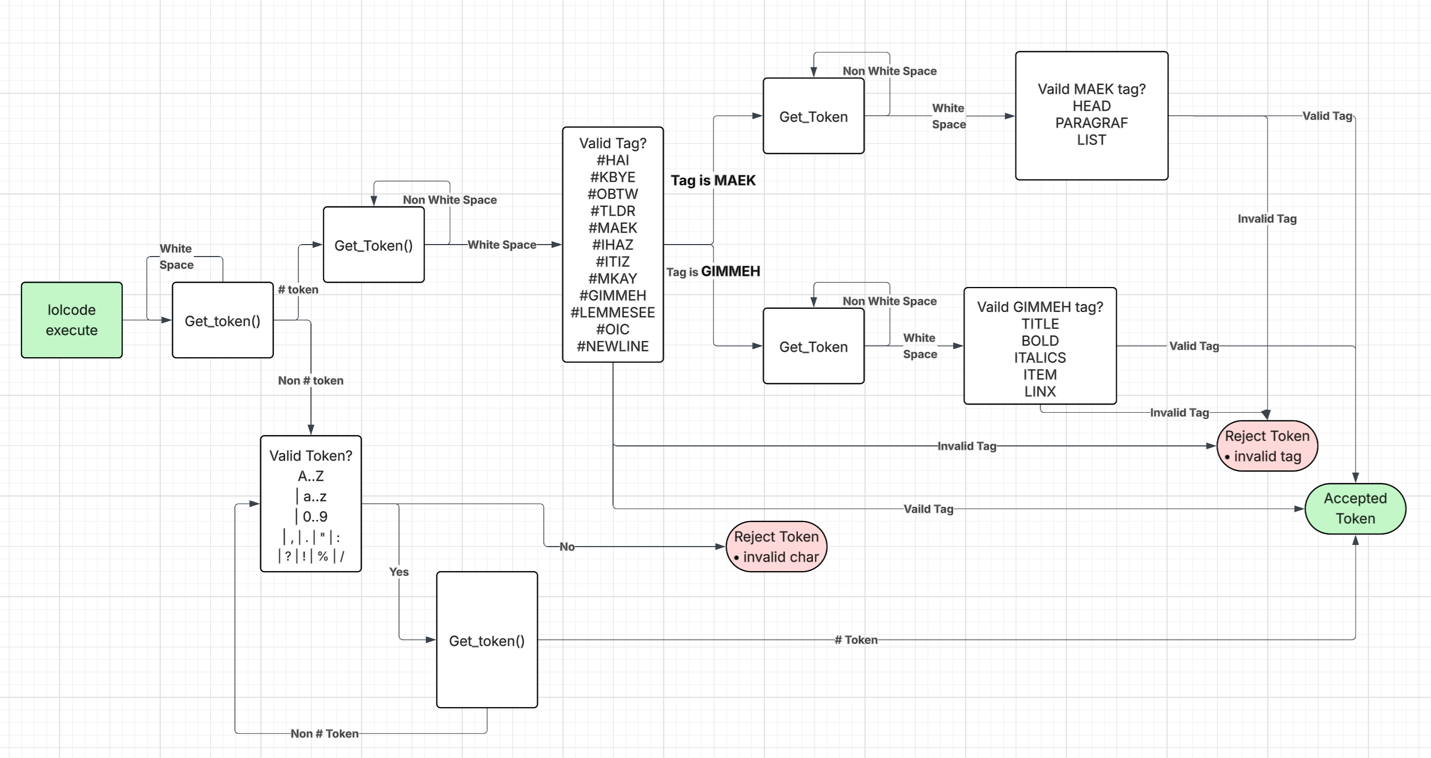 Non White Space
Get_Token
White
Space
Vaild MAEK tag?
HEAD
PARAGRAF
LIST
Valid Tag
Invalid Tag
Valid Tag?
#HAI
#KBYE
#OBTW
#TLDR
#MAEK
#IHAZ
#ITIZ
#MKAY
#GIMMEH
#LEMMESEE
#OIC
#NEWLINE
Tag is MAEK
Tag is GIMMEH
Non White Space
Get_Token()
White Space
White
Space
lolcode
execute
Get_token()
# token
Non # token
Non White Space
Get_Token
White
Space
Vaild GIMMEH tag?
TITLE
BOLD
ITALICS
ITEM
LINX
Valid Tag
Invalid Tag
Reject Token
• invalid tag
Invalid Tag
Vaild Tag
Accepted
Token
Valid Token?
A..Z
| a..z
| 0..9
| , | . | " | :
| ? | ! | % | /
No
Reject Token
• invalid char
Yes
Get_token()
# Token
Non # Token